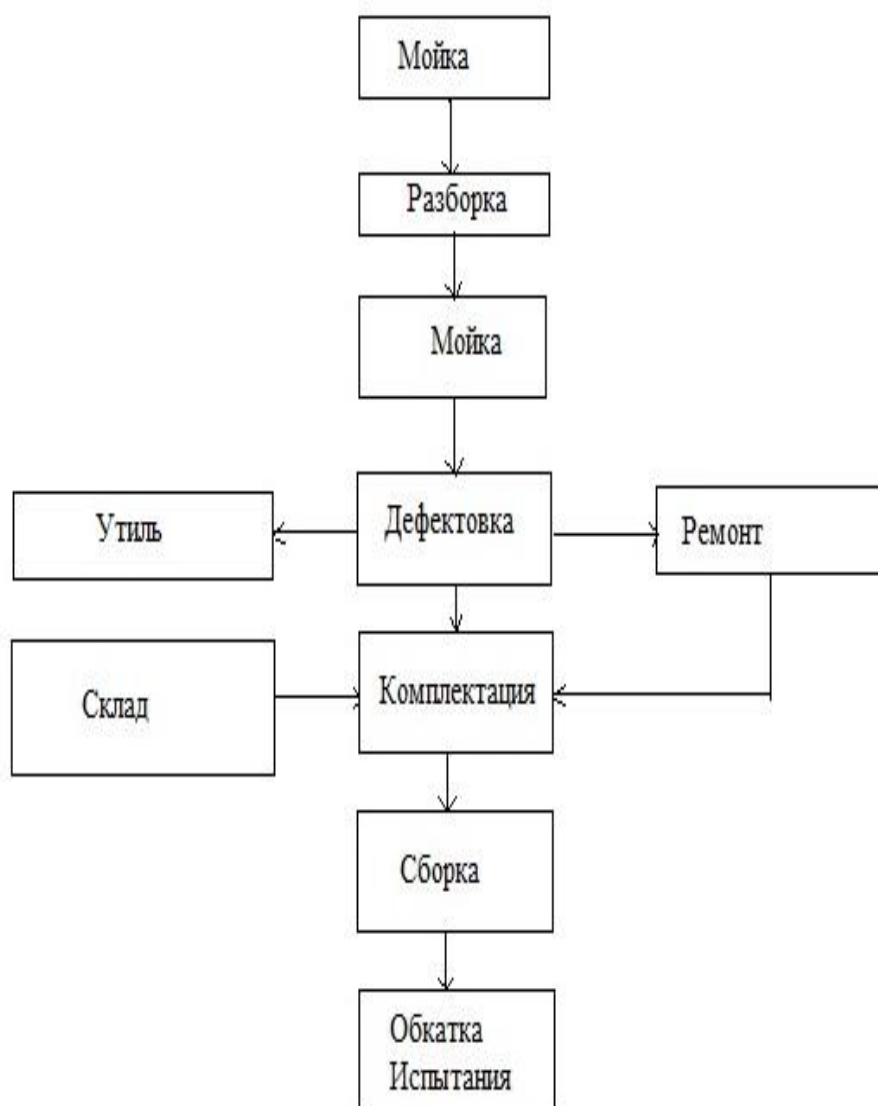 Мойка
Разборка
Мойка
Дефектовка
Утиль
Ремонт
Склад
Комплектация
Сборка
Обкатка
Испытания